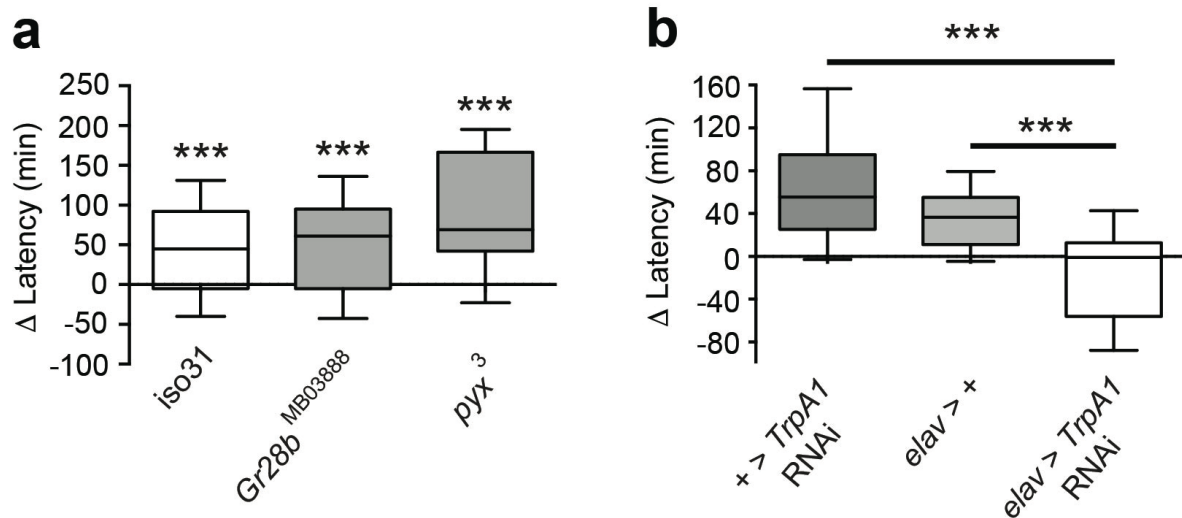 a
Δ Latency (min)
250
200
150
100
50
0
-50
-100
***
***
***
iso31
Gr28b MB03888
pyx 3
b
Δ Latency (min)
160
120
80
40
0
-40
-80
***
***
+ > TrpA1
RNAi
elav > +
elav > TrpA1
RNAi